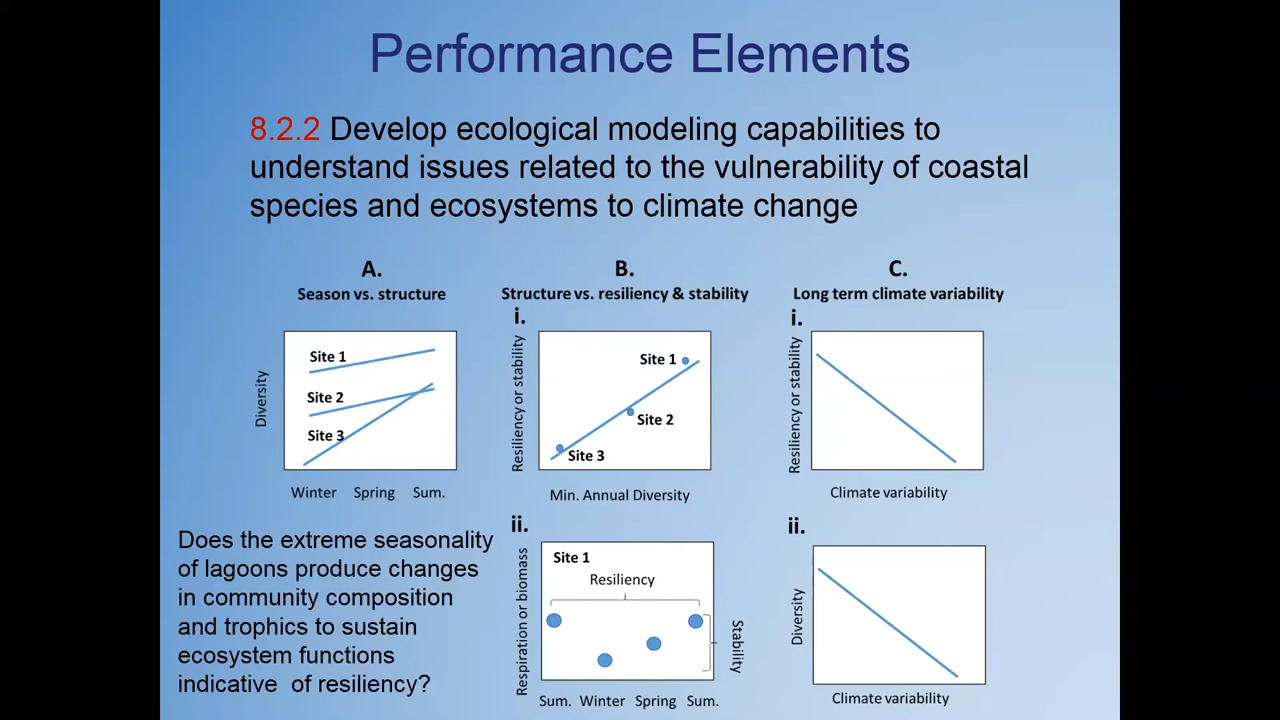 Performance Elements
8.2.2 Develop ecological modeling capabilities to
understand issues related to the vulnerability of coastal
species and ecosystems to climate change
A.
Season vs. structure
Diversity
Site 1
Site 2
Site 3
Winter Spring Sum.
B.
Structure vs. resiliency & stability
i.
Resiliency or stability
Site 1
Site 2
Site 3
Min. Annual Diversity
ii.
Respiration or biomass
Site 1
Resiliency
Stability
Sum. Winter Spring Sum.
C.
Long term climate variability
i.
Resiliency or stability
Climate variability
ii.
Diversity
Climate variability
Does the extreme seasonality
of lagoons produce changes
in community composition
and trophics to sustain
ecosystem functions
indicative of resiliency?